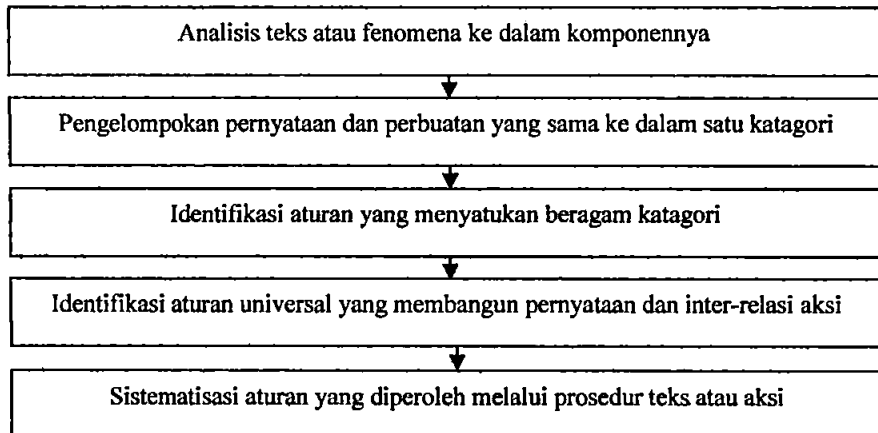 Analisis teks atau fenomena ke dalam komponennya
Pengelompokan pernyataan dan perbuatan yang sama ke dalam satu katagori
Identifikasi aturan yang menyatukan beragam katagori
Identifikasi aturan universal yang membangun pernyataan dan inter-relasi aksi
Sistematisasi aturan yang diperoleh melalui prosedur teks atau aksi